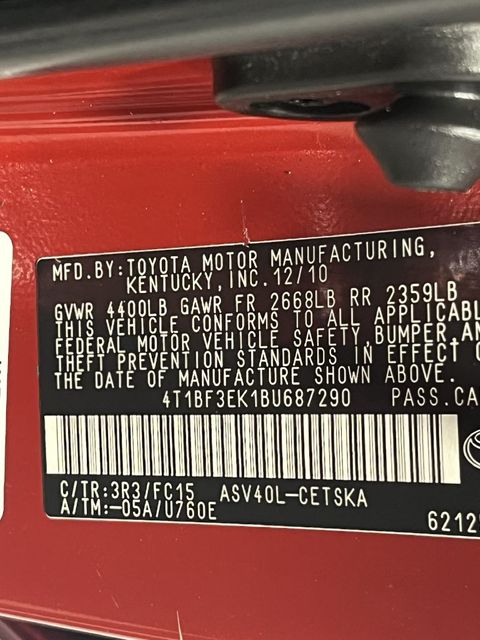 MFD.BY:TOYOTA MOTOR MANUFACTURING,
KENTUCKY,INC.12/10
GVWR 4400LB GAWR FR 2668LB RR 2359LB
THIS VEHICLE CONFORMS TO ALL APPLICABL
FEDERAL MOTOR VEHICLE SAFETY,BUMPER,AN
THEFT PREVENTION STANDARDS IN EFFECT O
THE DATE OF MANUFACTURE SHOWN ABOVE.
4T1BF3EK1BU687290 PASS.CA
C/TR:3R3/FC15 ASV40L-CETSKA
A/TM:-05A/U760E
6212